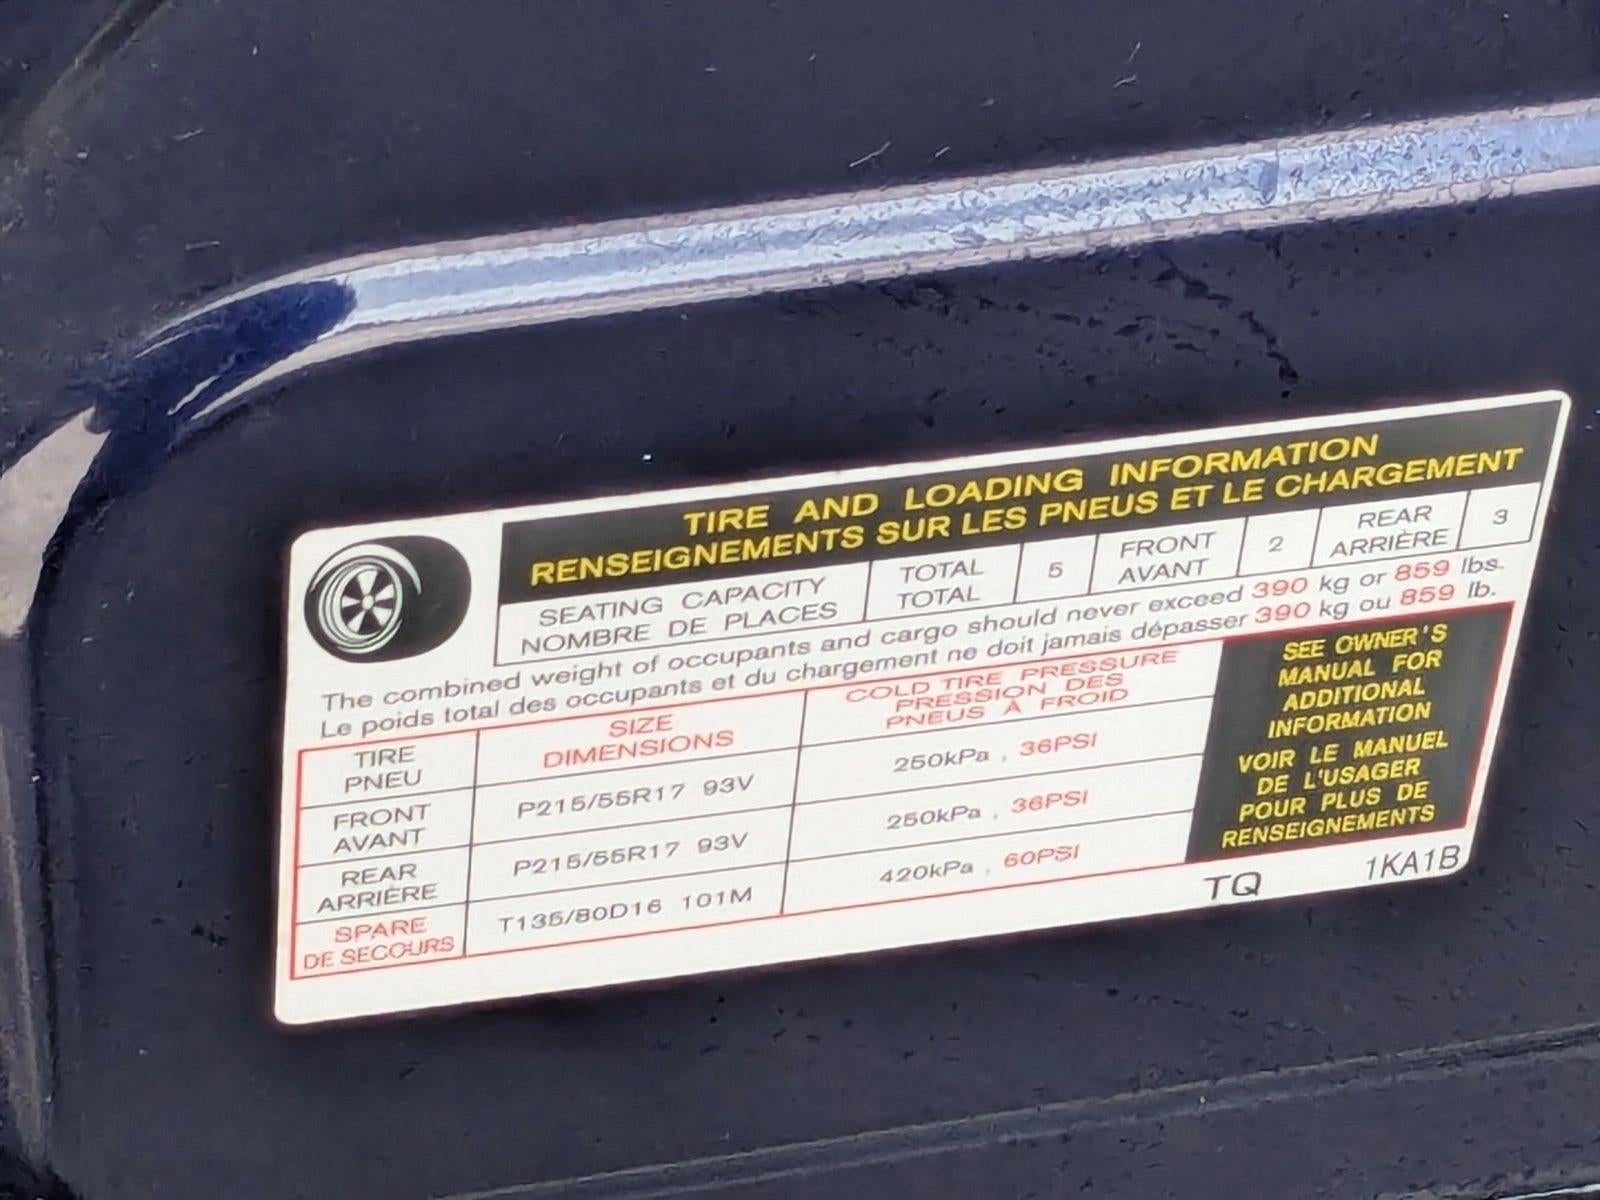 TIRE AND LOADING INFORMATION
RENSEIGNEMENTS SUR LES PNEUS ET LE CHARGEMENT
SEATING CAPACITY
NOMBRE DE PLACES
TOTAL
TOTAL
5
FRONT
AVANT
2
REAR
ARRIÈRE
3
The combined weight of occupants and cargo should never exceed 390 kg or 859 lbs.
Le poids total des occupants et du chargement ne doit jamais dépasser 390 kg ou 859 lb.
TIRE
PNEU
SIZE
DIMENSIONS
COLD TIRE PRESSURE
PRESSION DES
PNEUS À FROID
FRONT
AVANT
P215/55R17 93V
250kPa , 36PSI
REAR
ARRIÈRE
P215/55R17 93V
250kPa , 36PSI
SPARE
DE SECOURS
T135/80D16 101M
420kPa , 60PSI
SEE OWNER'S
MANUAL FOR
ADDITIONAL
INFORMATION
VOIR LE MANUEL
DE L'USAGER
POUR PLUS DE
RENSEIGNEMENTS
TQ 1KA1B